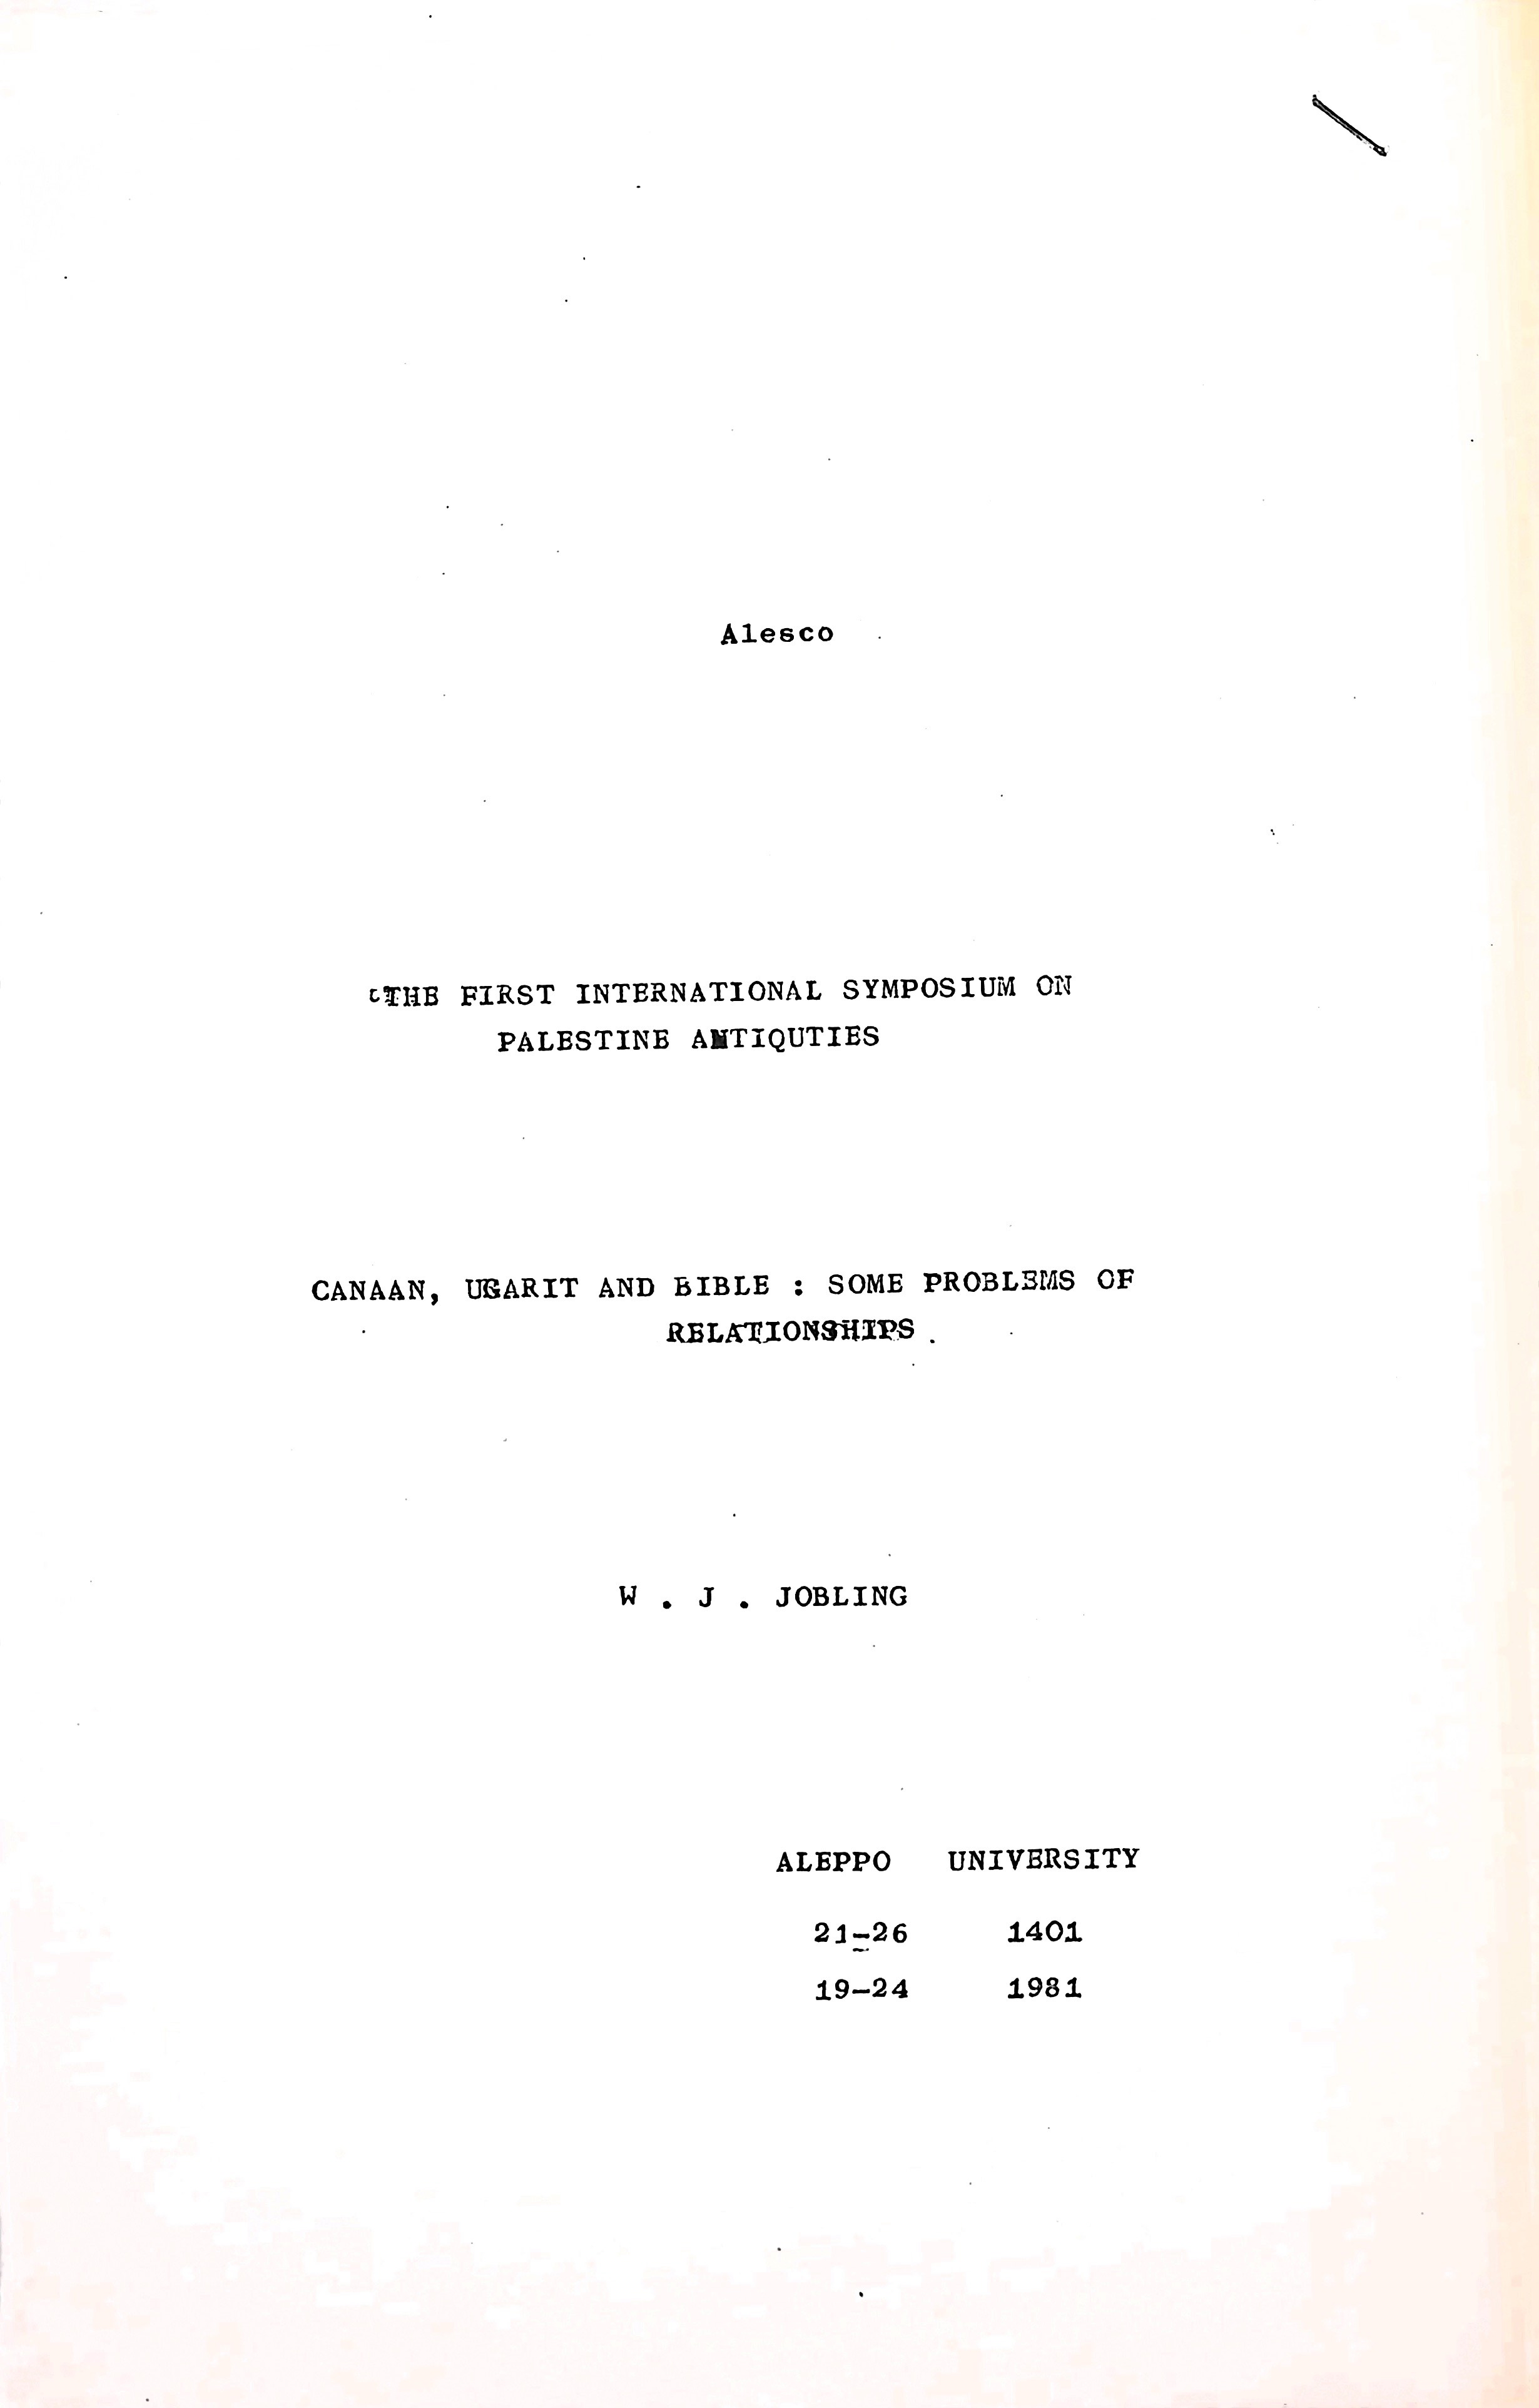 Alesco
THE FIRST INTERNATIONAL SYMPOSIUM ON
PALESTINE ANTIQUTIES
CANAAN, UGARIT AND BIBLE : SOME PROBLEMS OF
RELATIONSHIPS .
W . J . JOBLING
ALEPPO UNIVERSITY
21-26 1401
19-24 1981